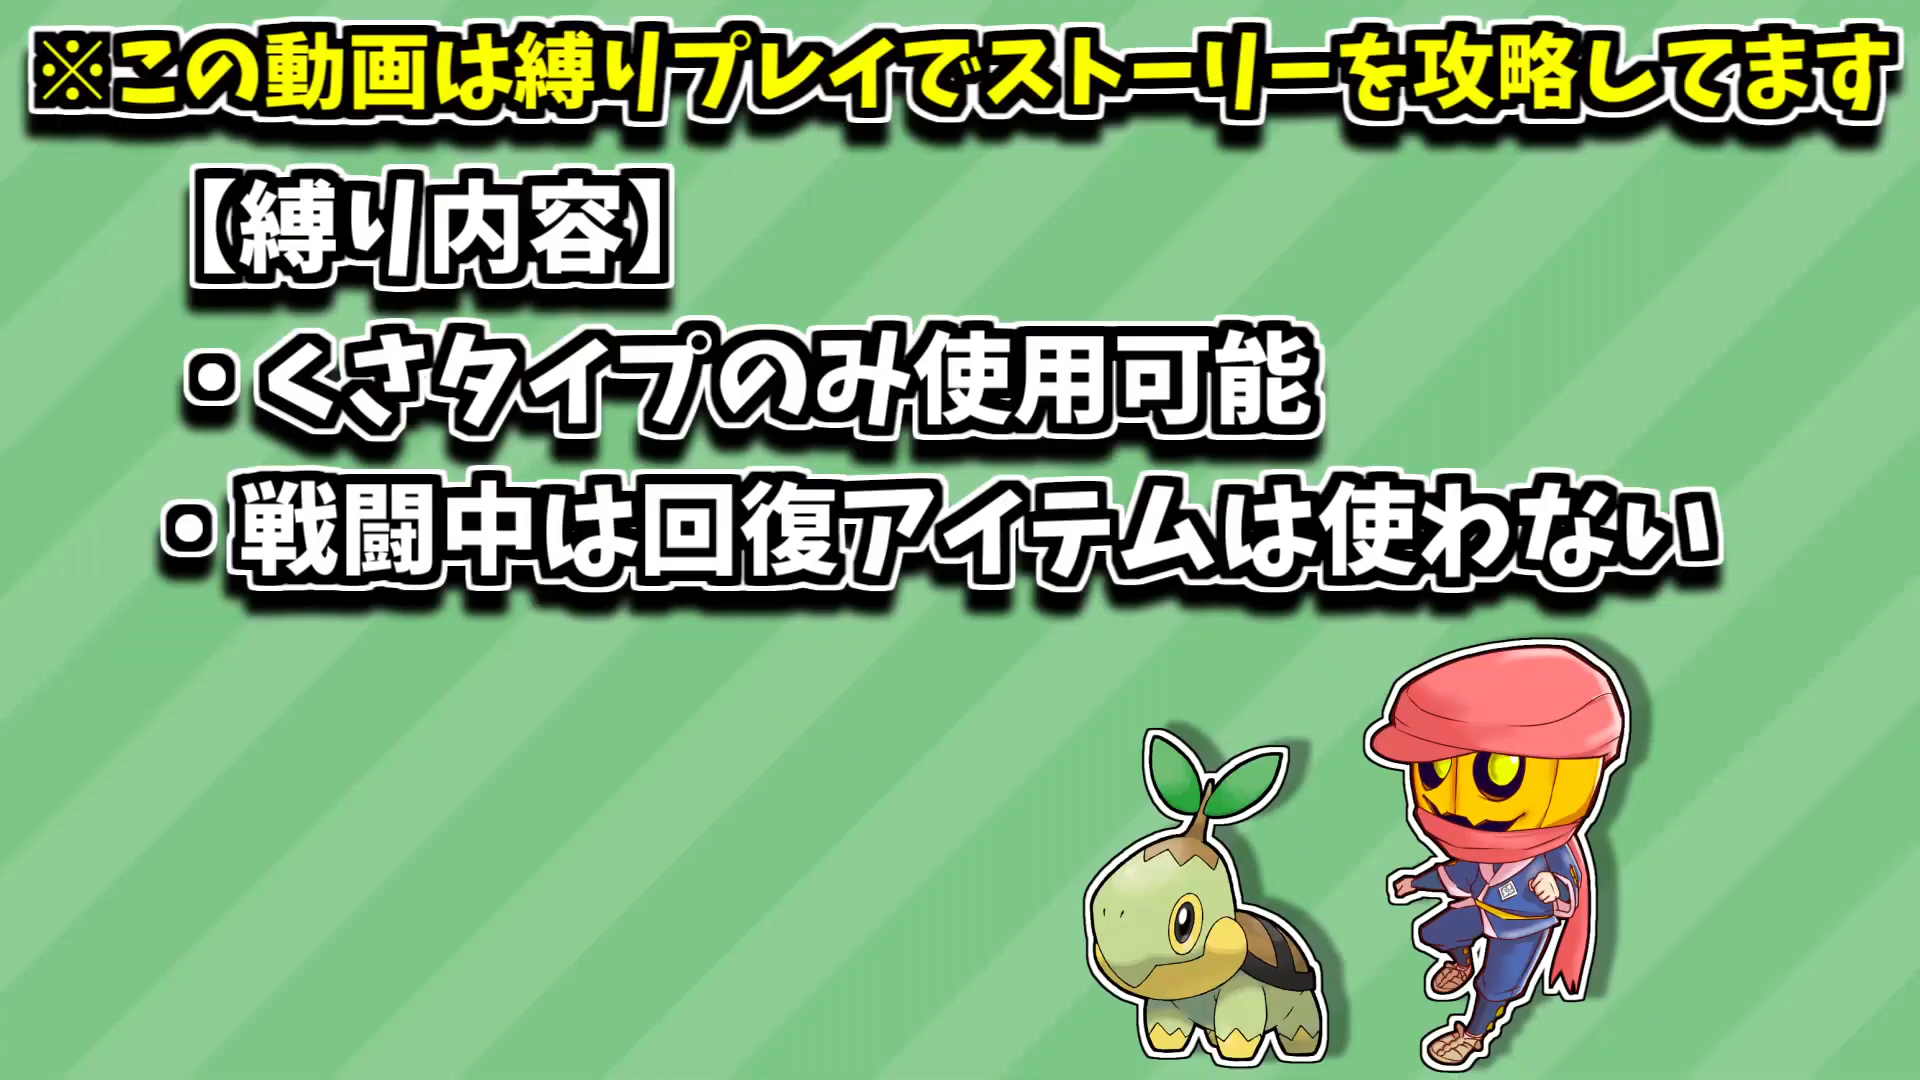 ※この動画は縛りプレイでストーリーを攻略してます
【縛り内容】
・くさタイプのみ使用可能
・戦闘中は回復アイテムは使わない